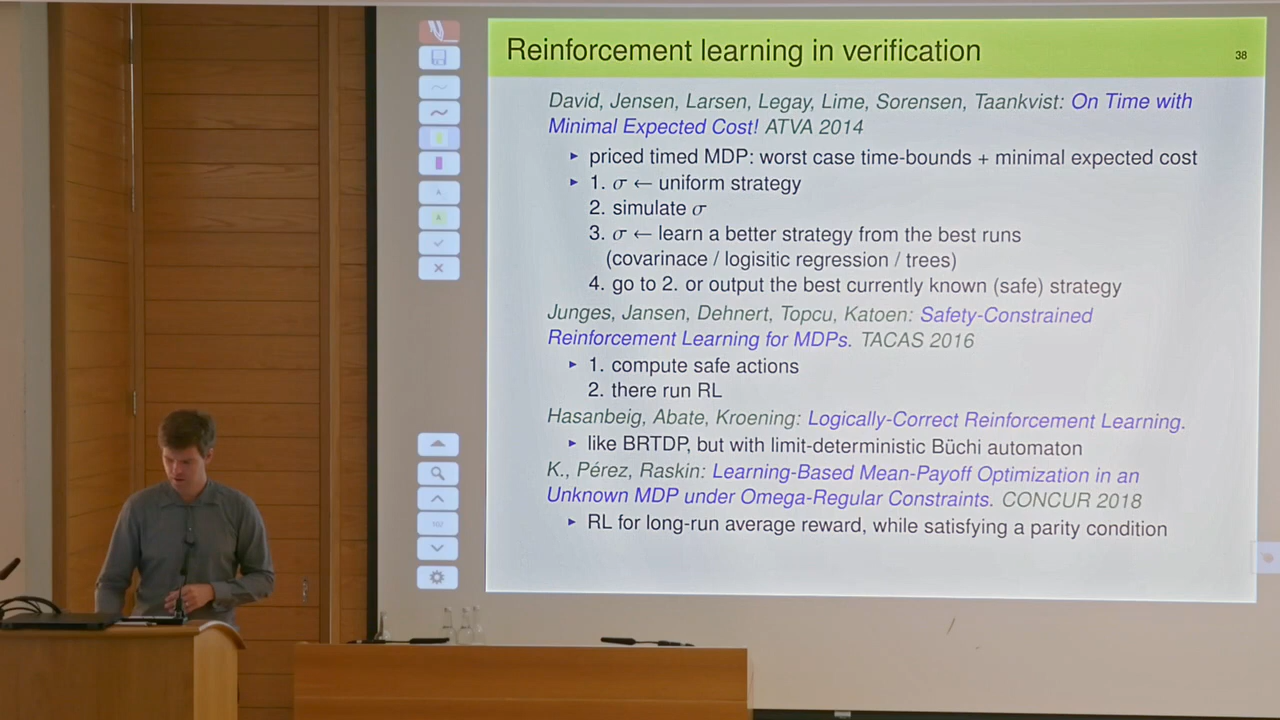 Reinforcement learning in verification
38
David, Jensen, Larsen, Legay, Lime, Sorensen, Taankvist: On Time with
Minimal Expected Cost! ATVA 2014
▸ priced timed MDP: worst case time-bounds + minimal expected cost
▸ 1. σ ← uniform strategy
2. simulate σ
3. σ ← learn a better strategy from the best runs
(covarinace / logisitic regression / trees)
4. go to 2. or output the best currently known (safe) strategy
Junges, Jansen, Dehnert, Topcu, Katoen: Safety-Constrained
Reinforcement Learning for MDPs. TACAS 2016
▸ 1. compute safe actions
2. there run RL
Hasanbeig, Abate, Kroening: Logically-Correct Reinforcement Learning.
▸ like BRTDP, but with limit-deterministic Büchi automaton
K., Pérez, Raskin: Learning-Based Mean-Payoff Optimization in an
Unknown MDP under Omega-Regular Constraints. CONCUR 2018
▸ RL for long-run average reward, while satisfying a parity condition